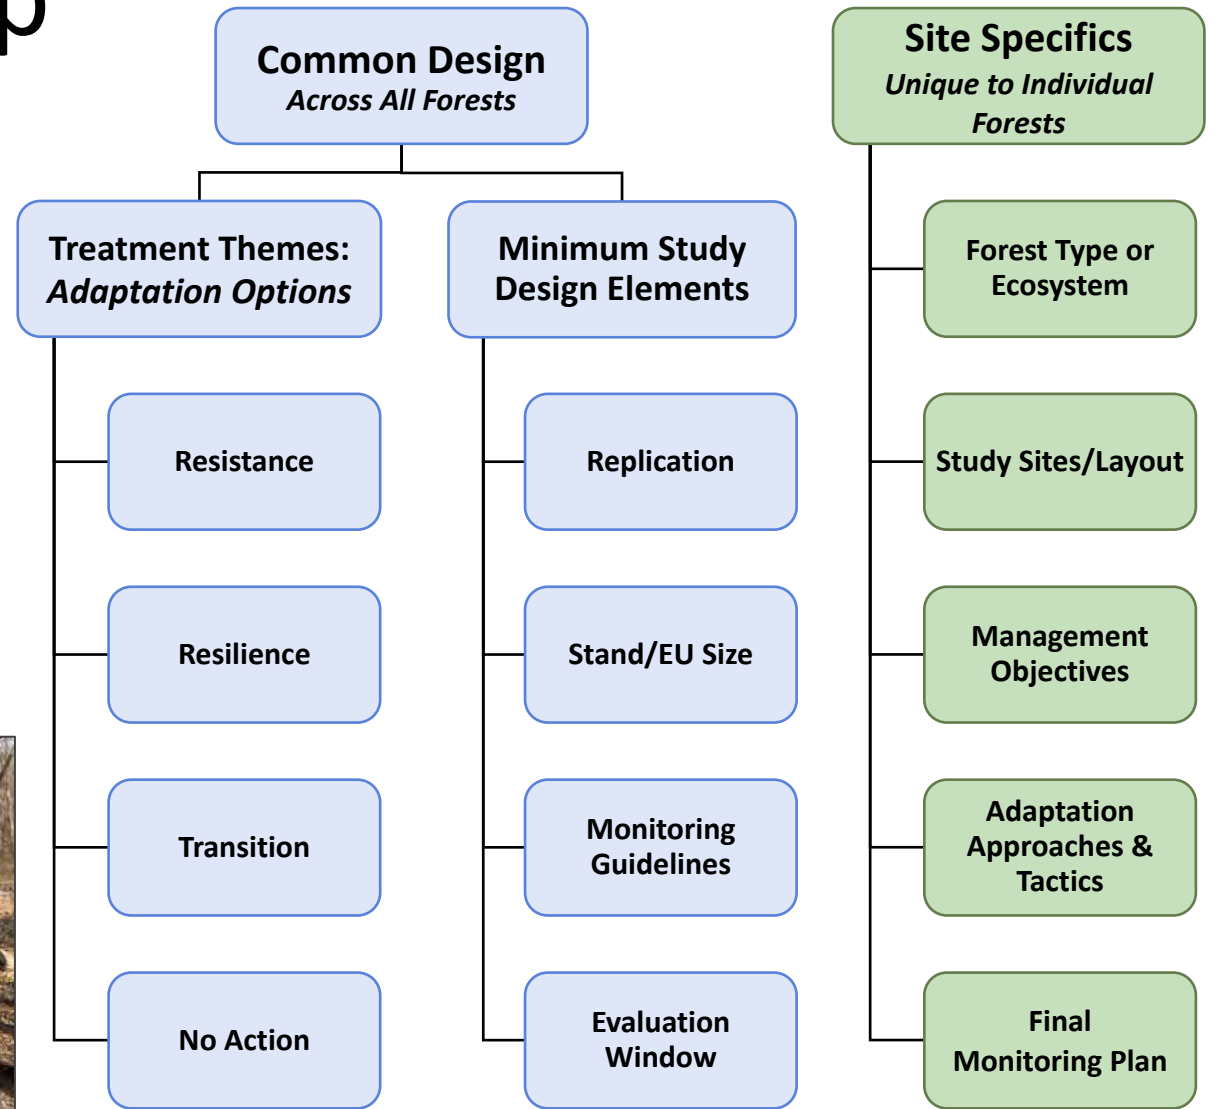 Common Design
Across All Forests
Treatment Themes:
Adaptation Options
Resistance
Resilience
Transition
No Action
Minimum Study
Design Elements
Replication
Stand/EU Size
Monitoring
Guidelines
Evaluation
Window
Site Specifics
Unique to Individual
Forests
Forest Type or
Ecosystem
Study Sites/Layout
Management
Objectives
Adaptation
Approaches &
Tactics
Final
Monitoring Plan